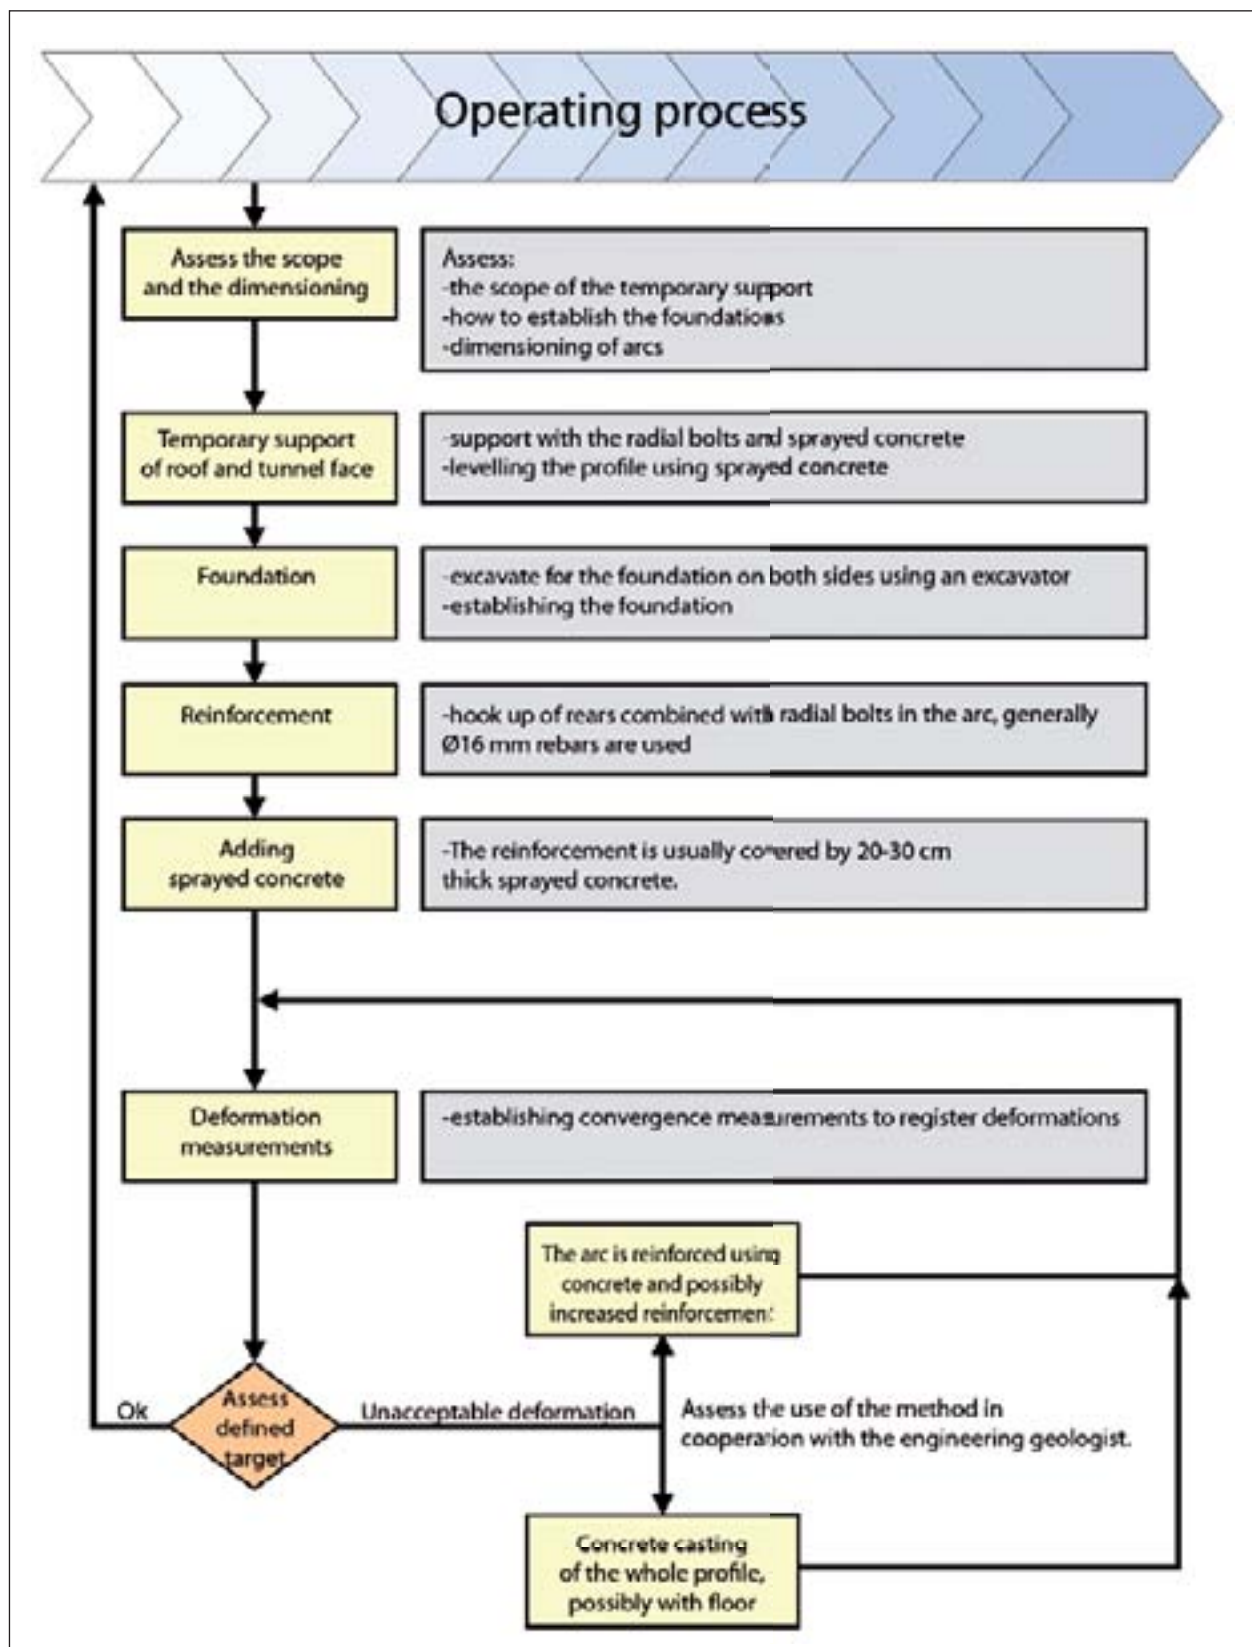 Operating process
Assess the scope
and the dimensioning
Assess:
-the scope of the temporary support
-how to establish the foundations
-dimensioning of arcs
Temporary support
of roof and tunnel face
-support with the radial bolts and sprayed concrete
-levelling the profile using sprayed concrete
Foundation
-excavate for the foundation on both sides using an excavator
-establishing the foundation
Reinforcement
-hook up of rears combined with radial bolts in the arc, generally
Ø16 mm rebars are used
Adding
sprayed concrete
-The reinforcement is usually covered by 20-30 cm
thick sprayed concrete.
Deformation
measurements
-establishing convergence measurements to register deformations
The arc is reinforced using
concrete and possibly
increased reinforcement
Ok
Assess
defined
target
Unacceptable deformation
Assess the use of the method in
cooperation with the engineering geologist.
Concrete casting
of the whole profile,
possibly with floor